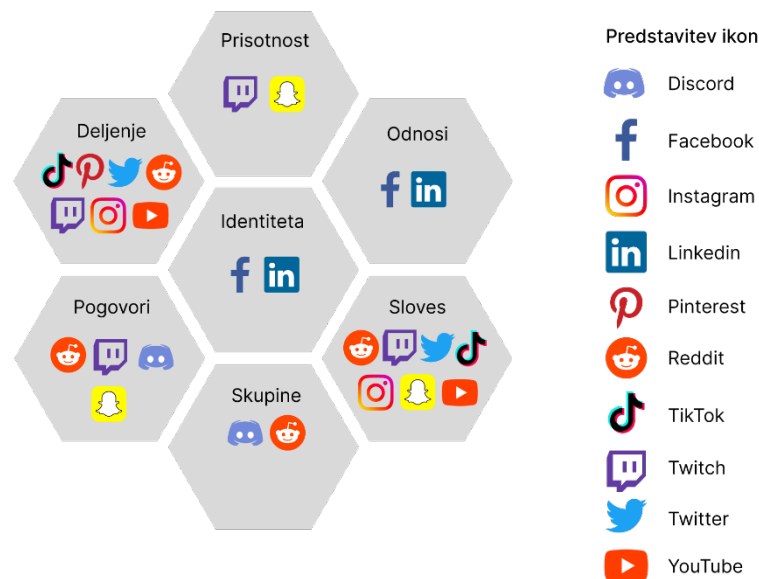 Prisotnost
Deljenje
Odnosi
Identiteta
Pogovori
Sloves
Skupine
Predstavitev ikon
Discord
Facebook
Instagram
Linkedin
Pinterest
Reddit
TikTok
Twitch
Twitter
YouTube